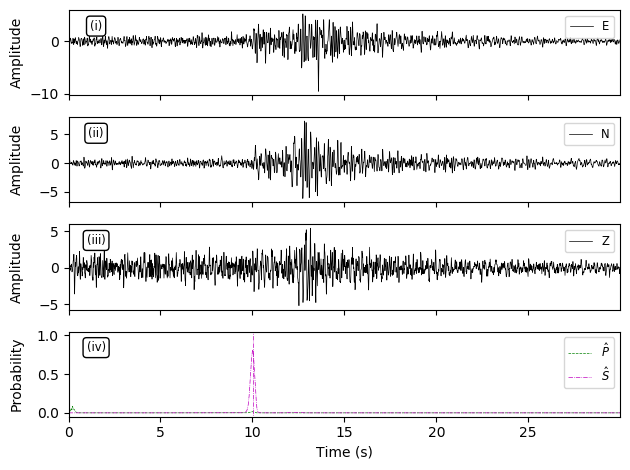 (i)
E
Amplitude
0
−10
(ii)
N
Amplitude
5
0
−5
(iii)
Z
Amplitude
5
0
−5
(iv)
P̂
Ŝ
Probability
1.0
0.5
0.0
0 5 10 15 20 25
Time (s)